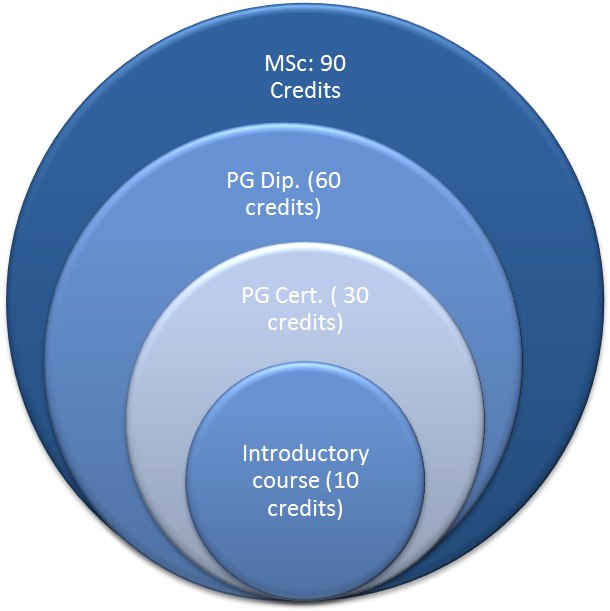 MSc: 90
Credits
PG Dip. (60
credits)
PG Cert. ( 30
credits)
Introductory
course (10
credits)